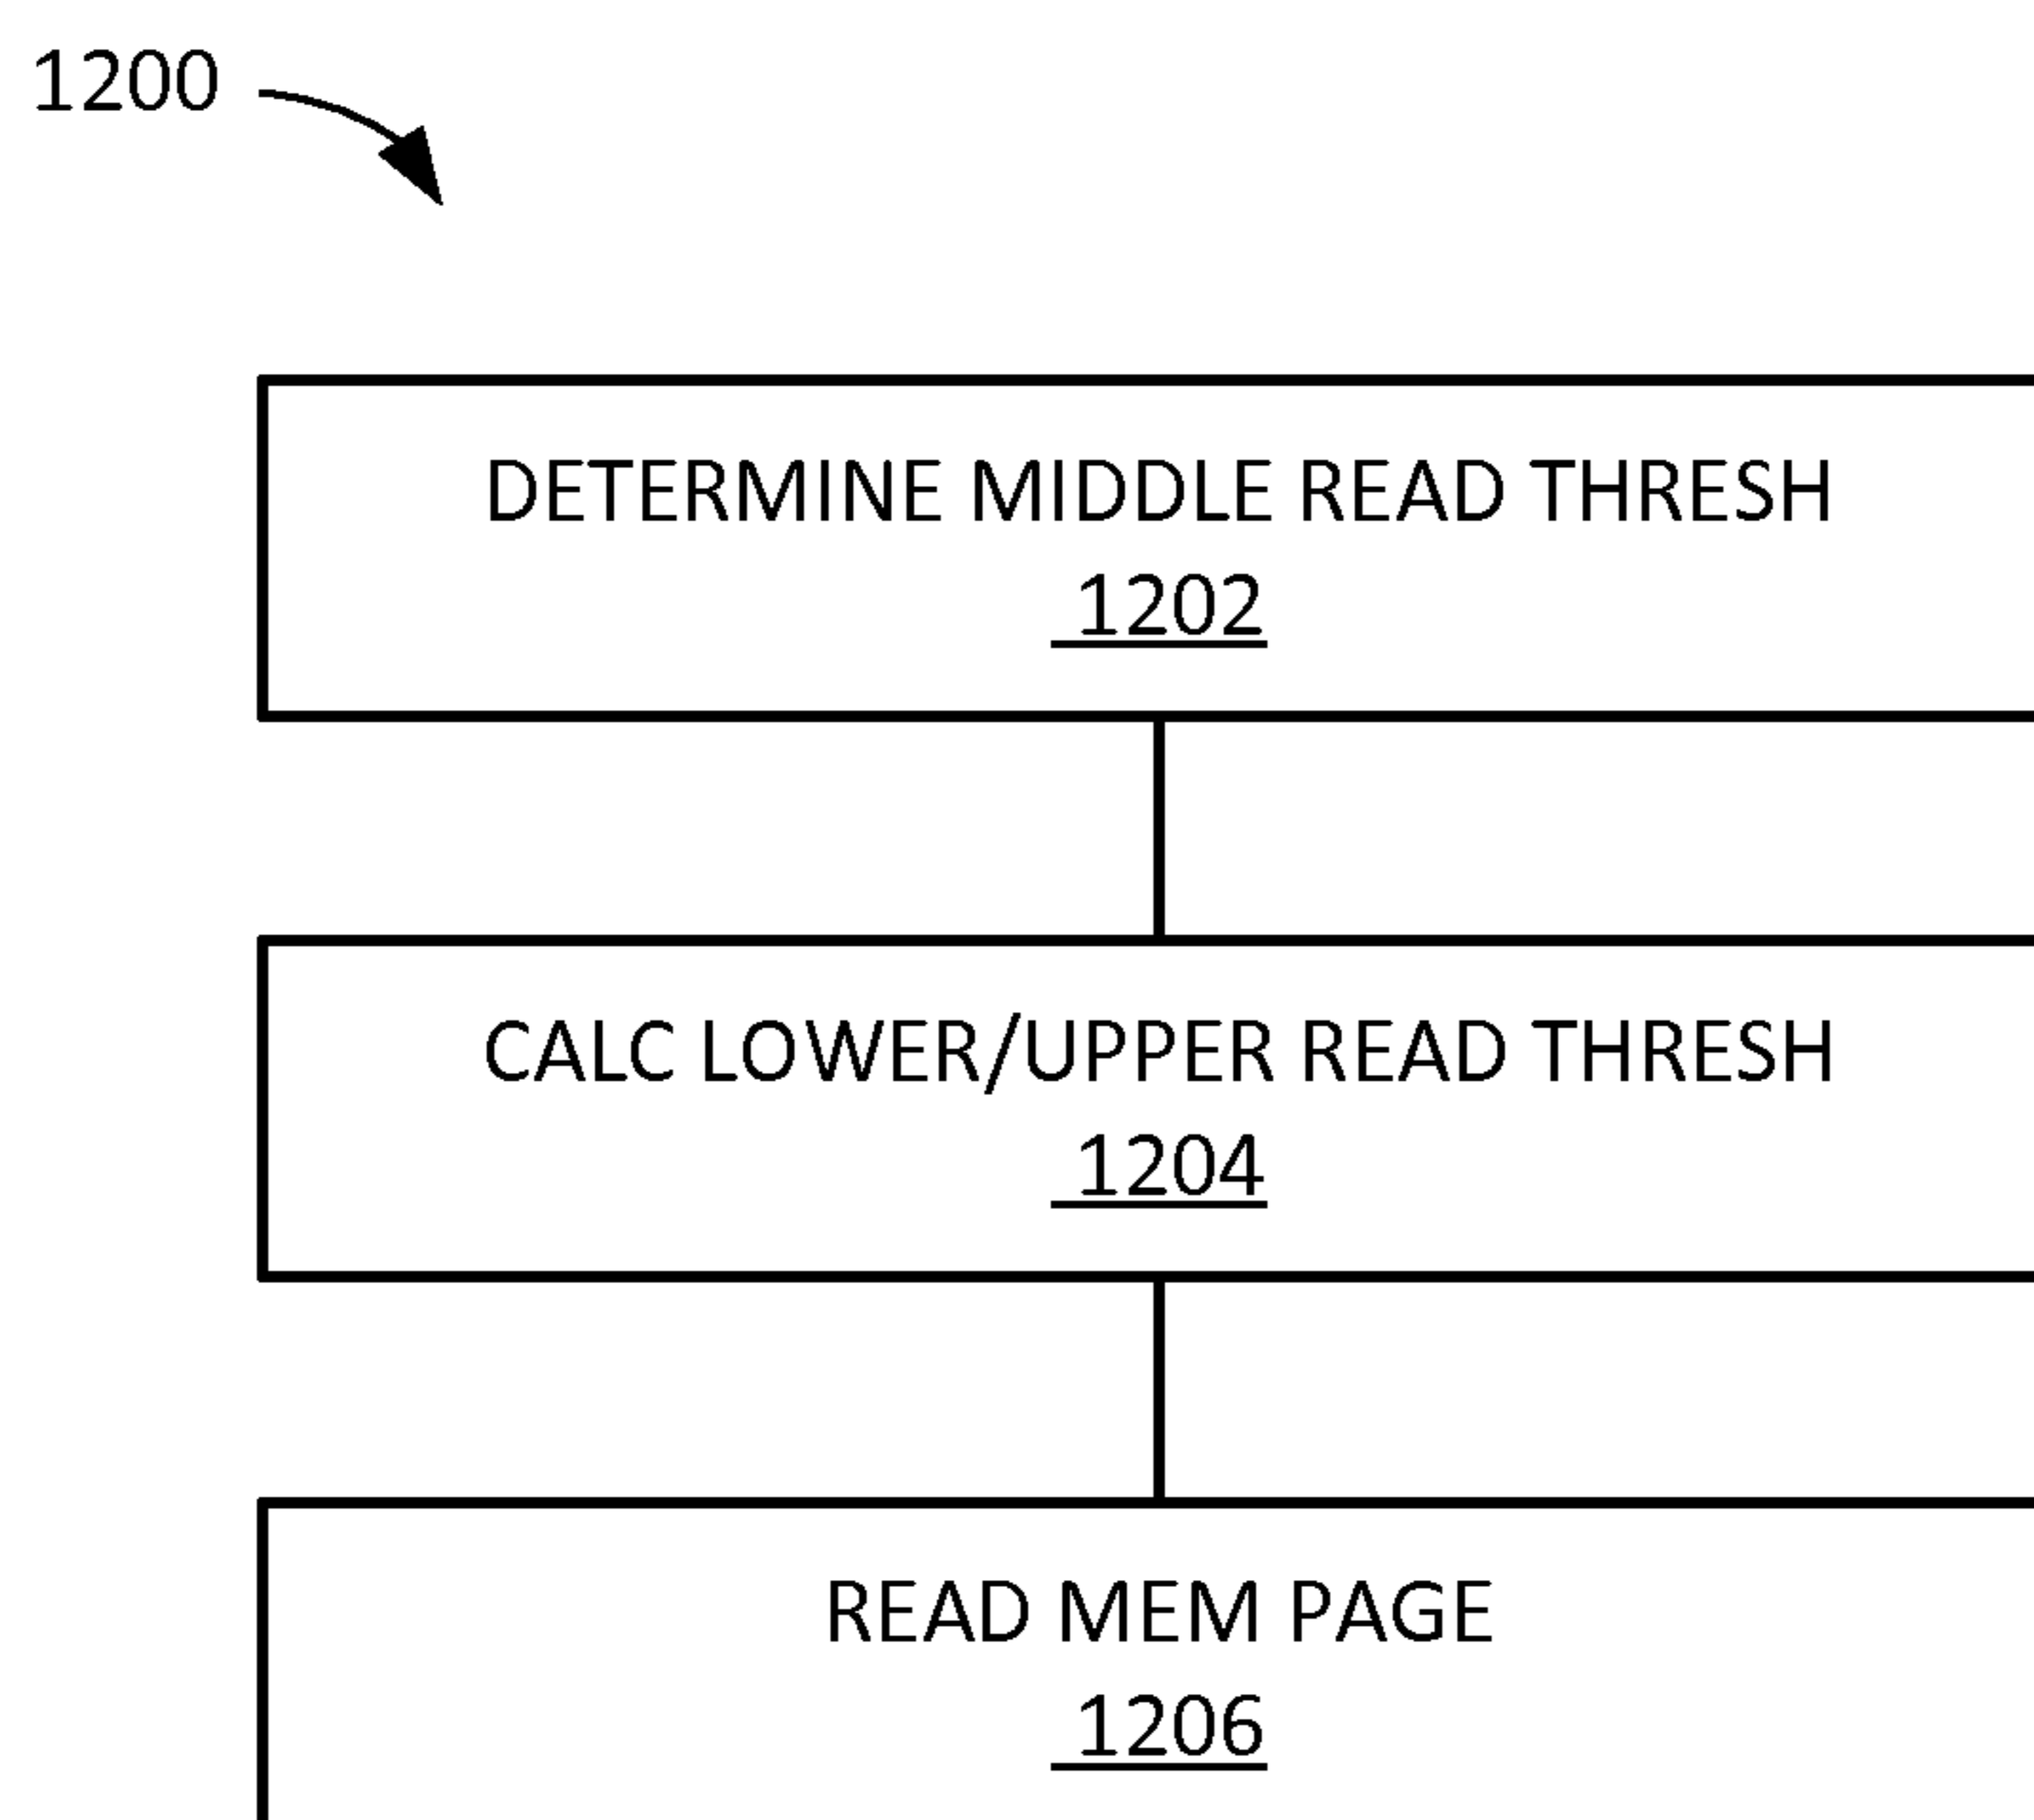 1200
DETERMINE MIDDLE READ THRESH
1202
CALC LOWER/UPPER READ THRESH
1204
READ MEM PAGE
1206